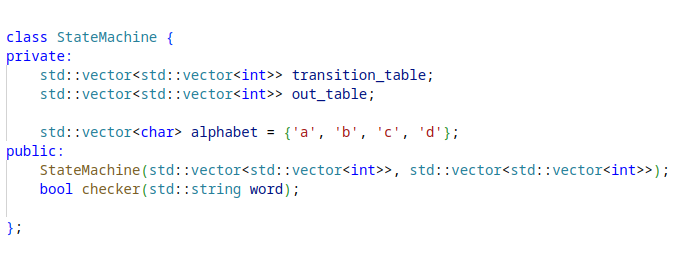 class StateMachine {
private:
    std::vector<std::vector<int>> transition_table;
    std::vector<std::vector<int>> out_table;
    std::vector<char> alphabet = {'a', 'b', 'c', 'd'};
public:
    StateMachine(std::vector<std::vector<int>>, std::vector<std::vector<int>>);
    bool checker(std::string word);
};